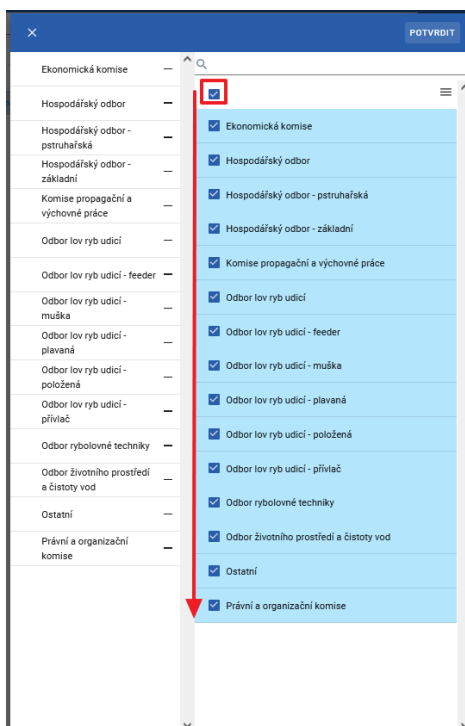 POTVRDIT
Ekonomická komise
Hospodářský odbor
Hospodářský odbor -
pstruhařská
Hospodářský odbor -
základní
Komise propagační a
výchovné práce
Odbor lov ryb udicí
Odbor lov ryb udicí - feeder
Odbor lov ryb udicí -
muška
Odbor lov ryb udicí -
plavaná
Odbor lov ryb udicí -
položená
Odbor lov ryb udicí -
přívlač
Odbor rybolovné techniky
Odbor životního prostředí
a čistoty vod
Ostatní
Právní a organizační
komise
Ekonomická komise
Hospodářský odbor
Hospodářský odbor - pstruhařská
Hospodářský odbor - základní
Komise propagační a výchovné práce
Odbor lov ryb udicí
Odbor lov ryb udicí - feeder
Odbor lov ryb udicí - muška
Odbor lov ryb udicí - plavaná
Odbor lov ryb udicí - položená
Odbor lov ryb udicí - přívlač
Odbor rybolovné techniky
Odbor životního prostředí a čistoty vod
Ostatní
Právní a organizační komise